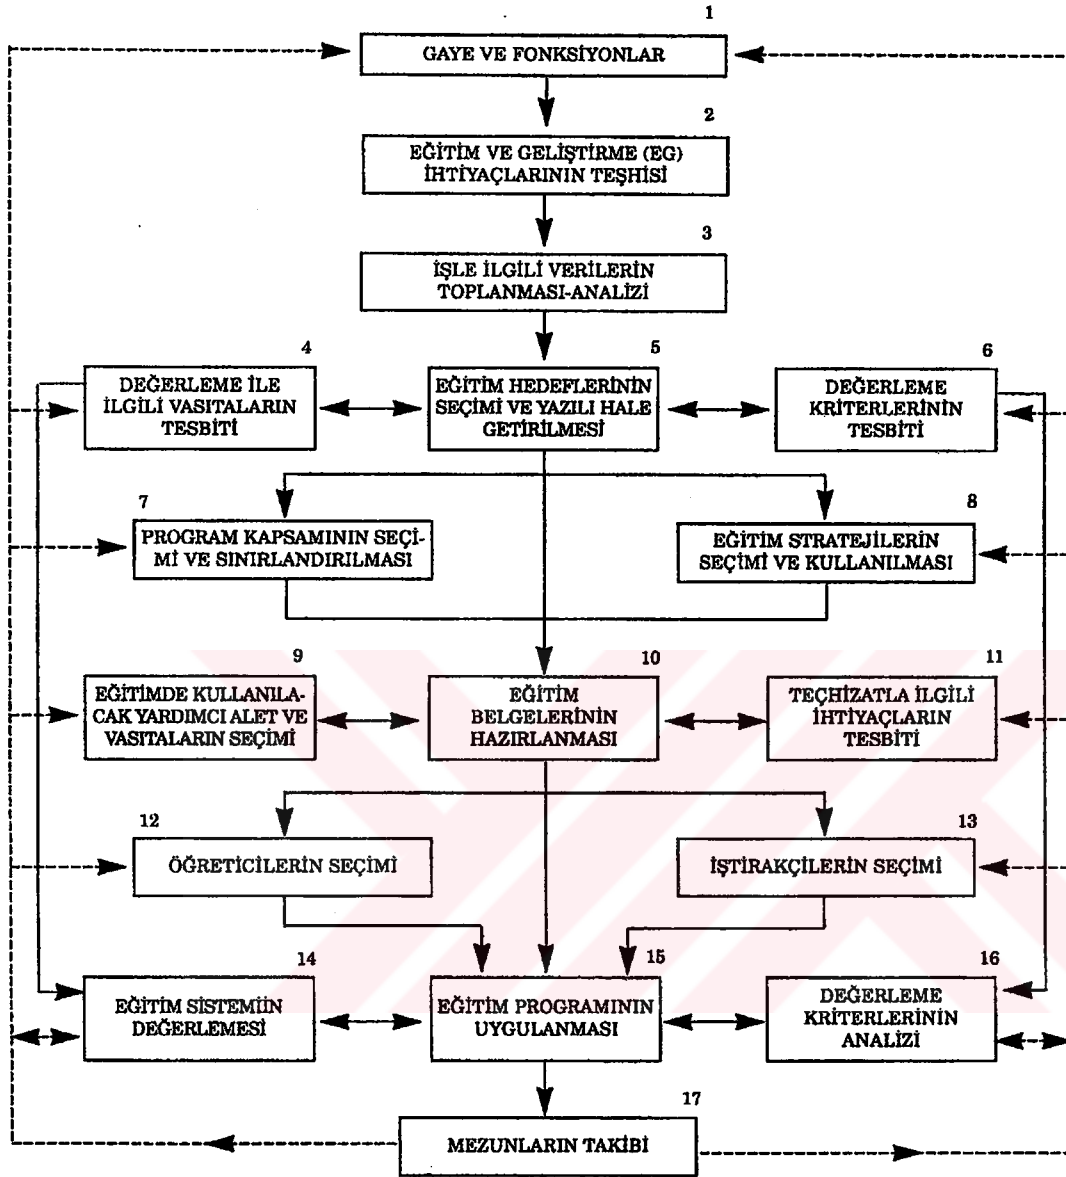 1
GAYE VE FONKSİYONLAR
2
EĞİTİM VE GELİŞTİRME (EG)
İHTİYAÇLARININ TEŞHİSİ
3
İŞLE İLGİLİ VERİLERİN
TOPLANMASI-ANALİZİ
4
DEĞERLEME İLE
İLGİLİ VASITALARIN
TESBİTİ
5
EĞİTİM HEDEFLERİNİN
SEÇİMİ VE YAZILI HALE
GETİRİLMESİ
6
DEĞERLEME
KRİTERLERİNİN
TESBİTİ
7
PROGRAM KAPSAMININ SEÇİ-
Mİ VE SINIRLANDIRILMASI
8
EĞİTİM STRATEJİLERİN
SEÇİMİ VE KULLANILMASI
9
EĞİTİMDE KULLANILA-
CAK YARDIMCI ALET VE
VASITALARIN SEÇİMİ
10
EĞİTİM
BELGELERİNİN
HAZIRLANMASI
11
TEÇHİZATLA İLGİLİ
İHTİYAÇLARIN
TESBİTİ
12
ÖĞRETİCİLERİN SEÇİMİ
13
İŞTİRAKÇİLERİN SEÇİMİ
14
EĞİTİM SİSTEMİİN
DEĞERLEMESİ
15
EĞİTİM PROGRAMININ
UYGULANMASI
16
DEĞERLEME
KRİTERLERİNİN
ANALİZİ
17
MEZUNLARIN TAKİBİ